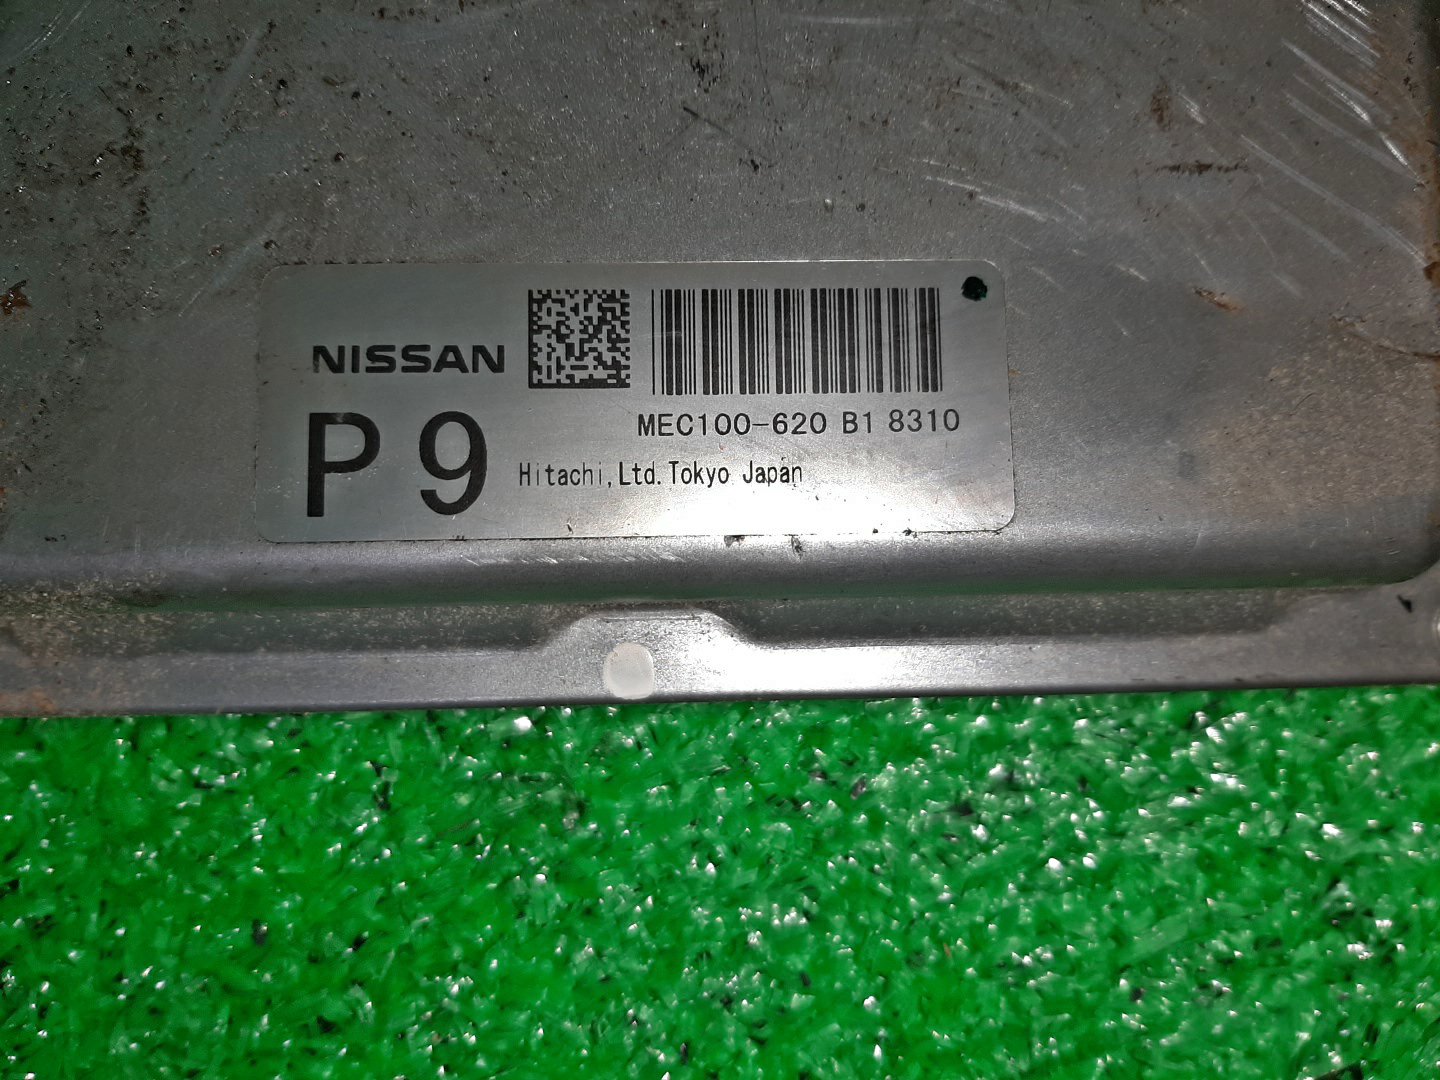 NISSAN
MEC100-620 B1 8310
P9
Hitachi,Ltd.Tokyo Japan